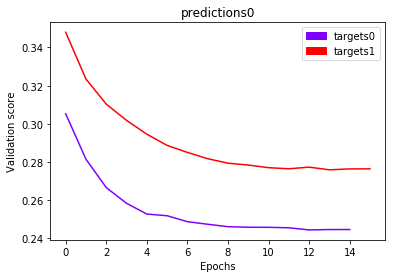 predictions0
targets0
targets1
Validation score
0.34
0.32
0.30
0.28
0.26
0.24
0 2 4 6 8 10 12 14
Epochs